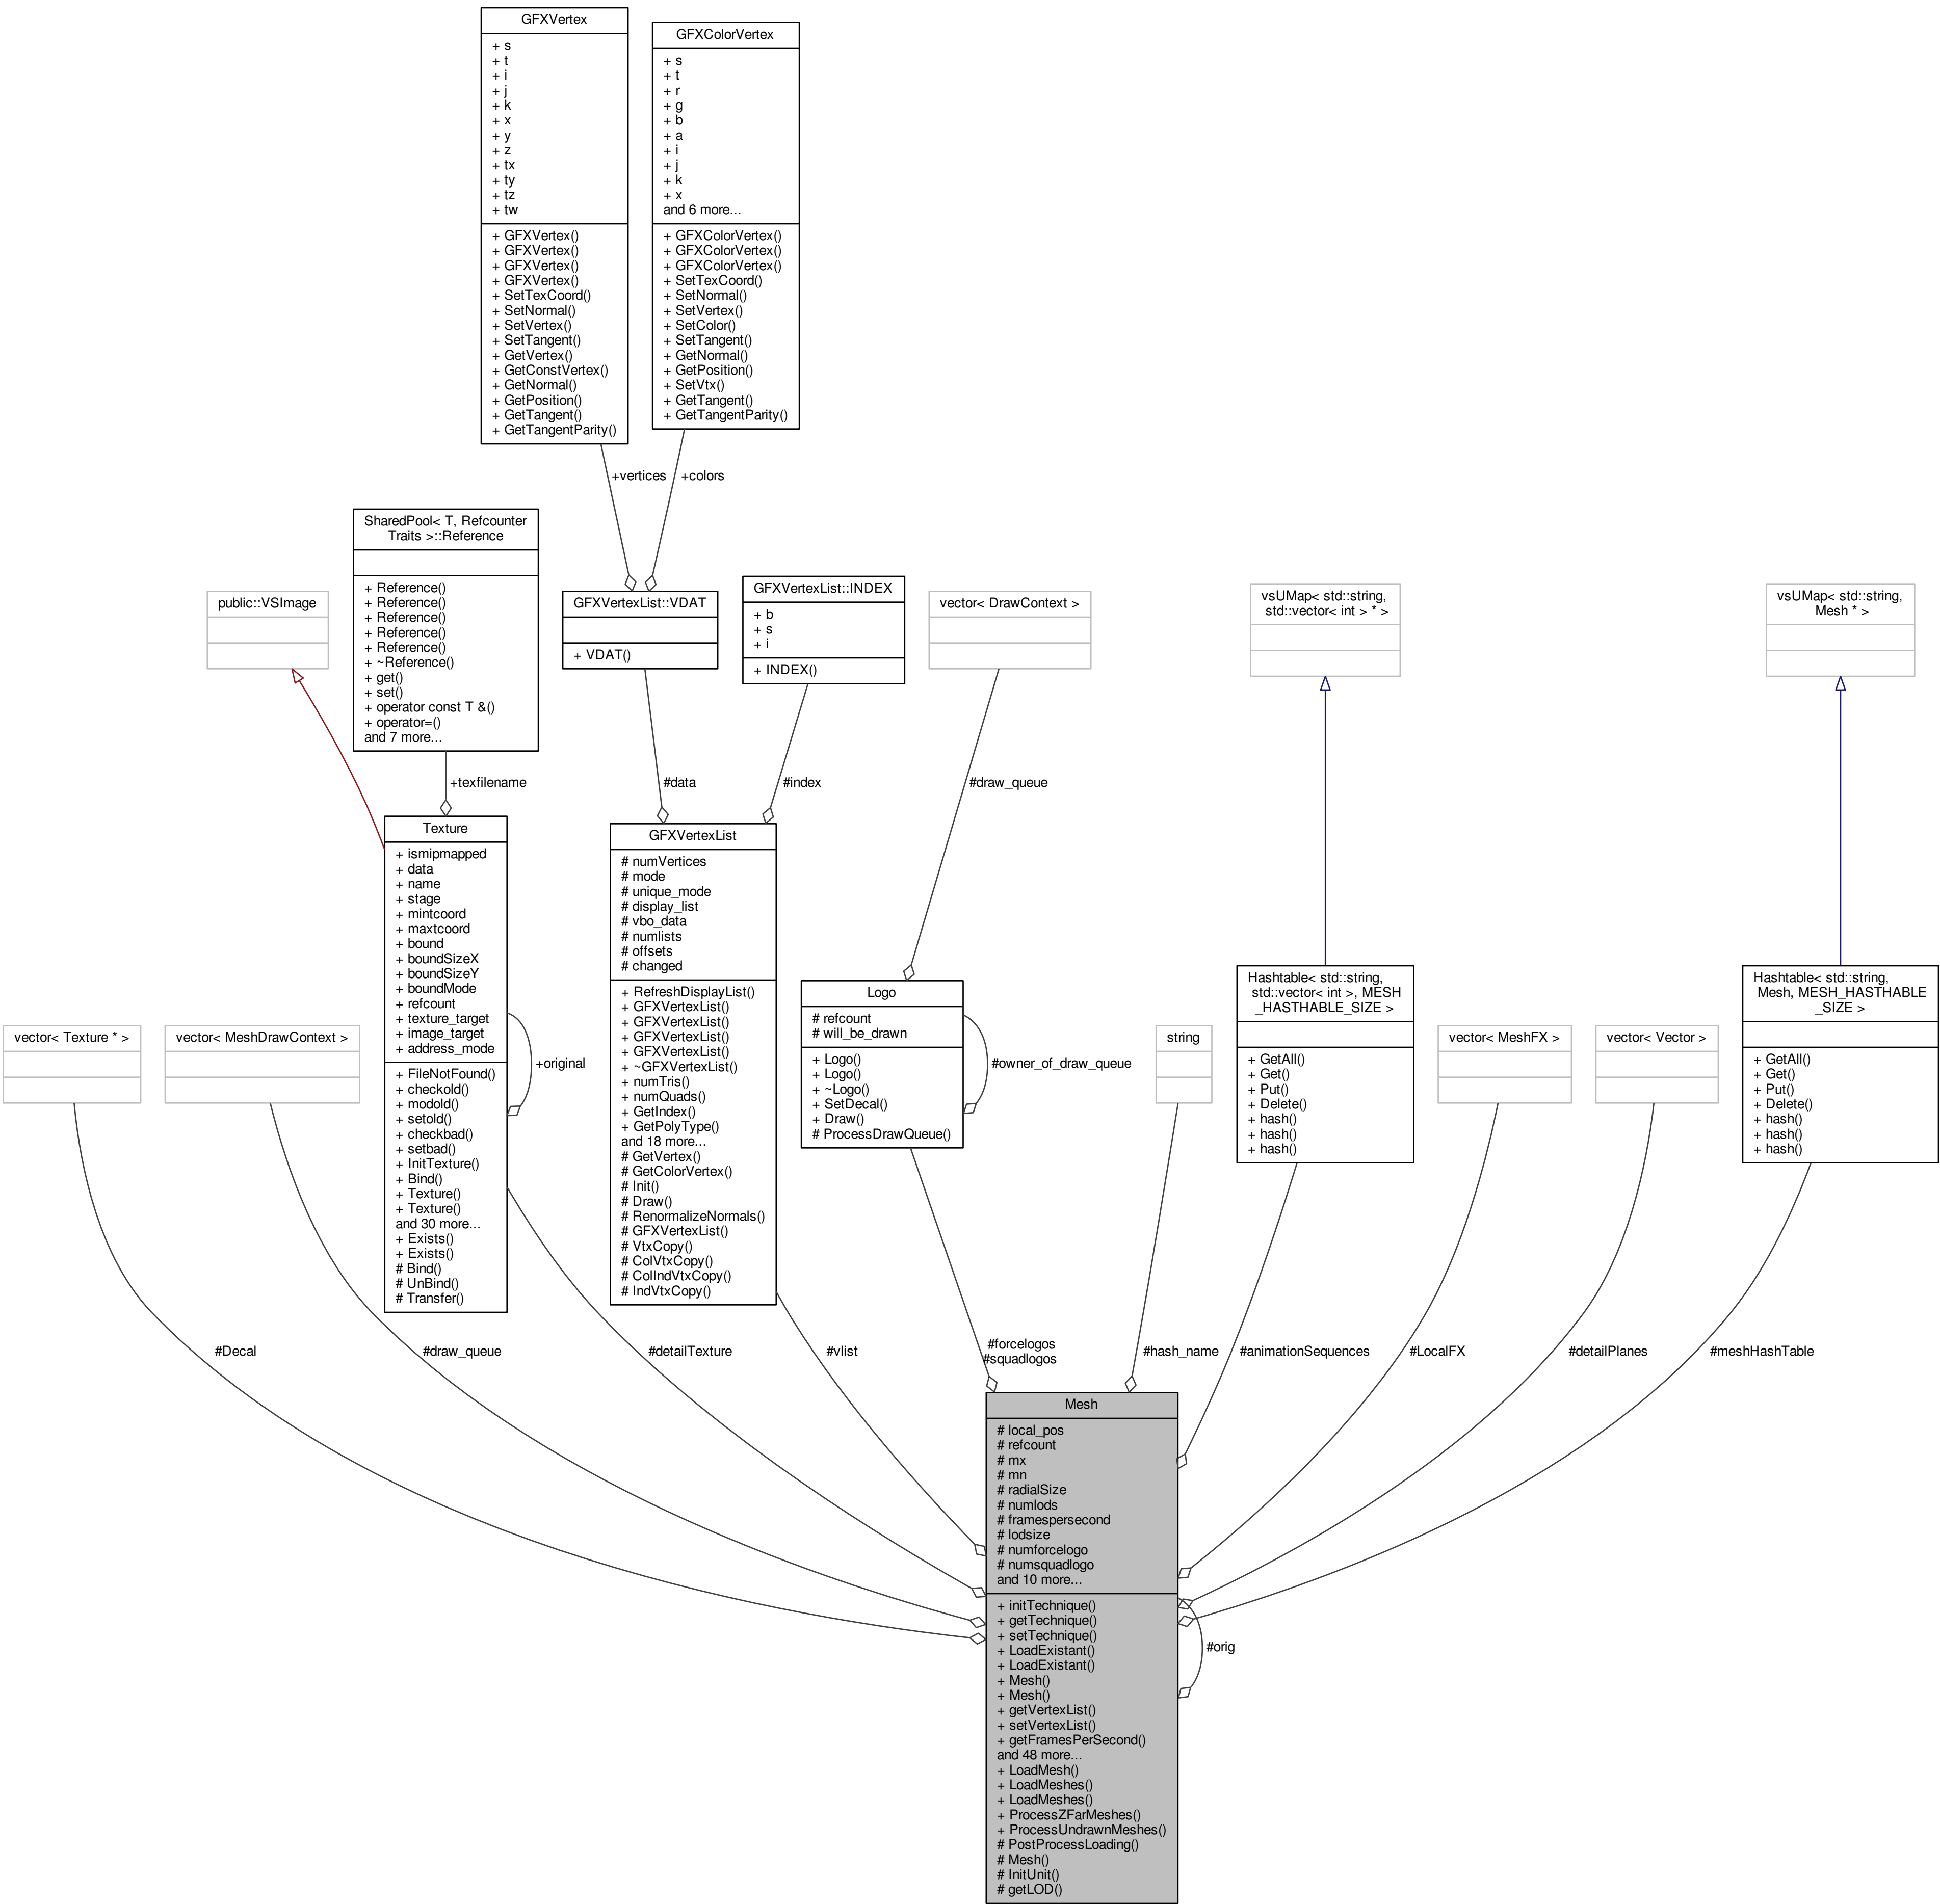 GFXVertex
+ s
+ t
+ i
+ j
+ k
+ x
+ y
+ z
+ tx
+ ty
+ tz
+ tw
+ GFXVertex()
+ GFXVertex()
+ GFXVertex()
+ GFXVertex()
+ SetTexCoord()
+ SetNormal()
+ SetVertex()
+ SetTangent()
+ GetVertex()
+ GetConstVertex()
+ GetNormal()
+ GetPosition()
+ GetTangent()
+ GetTangentParity()
GFXColorVertex
+ s
+ t
+ r
+ g
+ b
+ a
+ i
+ j
+ k
+ x
and 6 more...
+ GFXColorVertex()
+ GFXColorVertex()
+ GFXColorVertex()
+ SetTexCoord()
+ SetNormal()
+ SetVertex()
+ SetColor()
+ SetTangent()
+ GetNormal()
+ GetPosition()
+ SetVtx()
+ GetTangent()
+ GetTangentParity()
+vertices
+colors
public::VSImage
SharedPool< T, Refcounter
Traits >::Reference
+ Reference()
+ Reference()
+ Reference()
+ Reference()
+ Reference()
+ ~Reference()
+ get()
+ set()
+ operator const T &()
+ operator=()
and 7 more...
GFXVertexList::VDAT
+ VDAT()
GFXVertexList::INDEX
+ b
+ s
+ i
+ INDEX()
vector< DrawContext >
vsUMap< std::string,
std::vector< int > * >
vsUMap< std::string,
Mesh * >
+texfilename
#data
#index
#draw_queue
vector< Texture * >
vector< MeshDrawContext >
Texture
+ ismipmapped
+ data
+ name
+ stage
+ mintcoord
+ maxtcoord
+ bound
+ boundSizeX
+ boundSizeY
+ boundMode
+ refcount
+ texture_target
+ image_target
+ address_mode
+ FileNotFound()
+ checkold()
+ modold()
+ setold()
+ checkbad()
+ setbad()
+ InitTexture()
+ Bind()
+ Texture()
+ Texture()
and 30 more...
+ Exists()
+ Exists()
# Bind()
# UnBind()
# Transfer()
+original
GFXVertexList
# numVertices
# mode
# unique_mode
# display_list
# vbo_data
# numlists
# offsets
# changed
+ RefreshDisplayList()
+ GFXVertexList()
+ GFXVertexList()
+ GFXVertexList()
+ GFXVertexList()
+ ~GFXVertexList()
+ numTris()
+ numQuads()
+ GetIndex()
+ GetPolyType()
and 18 more...
# GetVertex()
# GetColorVertex()
# Init()
# Draw()
# RenormalizeNormals()
# GFXVertexList()
# VtxCopy()
# ColVtxCopy()
# ColIndVtxCopy()
# IndVtxCopy()
Logo
# refcount
# will_be_drawn
+ Logo()
+ Logo()
+ ~Logo()
+ SetDecal()
+ Draw()
# ProcessDrawQueue()
#owner_of_draw_queue
string
Hashtable< std::string,
std::vector< int >, MESH
_HASTHABLE_SIZE >
+ GetAll()
+ Get()
+ Put()
+ Delete()
+ hash()
+ hash()
+ hash()
vector< MeshFX >
vector< Vector >
Hashtable< std::string,
Mesh, MESH_HASTHABLE
_SIZE >
+ GetAll()
+ Get()
+ Put()
+ Delete()
+ hash()
+ hash()
+ hash()
#Decal
#draw_queue
#detailTexture
#vlist
#forcelogos
#squadlogos
#hash_name
#animationSequences
#LocalFX
#detailPlanes
#meshHashTable
Mesh
# local_pos
# refcount
# mx
# mn
# radialSize
# numlods
# framespersecond
# lodsize
# numforcelogo
# numsquadlogo
and 10 more...
+ initTechnique()
+ getTechnique()
+ setTechnique()
+ LoadExistant()
+ LoadExistant()
+ Mesh()
+ Mesh()
+ getVertexList()
+ setVertexList()
+ getFramesPerSecond()
and 48 more...
+ LoadMesh()
+ LoadMeshes()
+ LoadMeshes()
+ ProcessZFarMeshes()
+ ProcessUndrawnMeshes()
# PostProcessLoading()
# Mesh()
# InitUnit()
# getLOD()
#orig